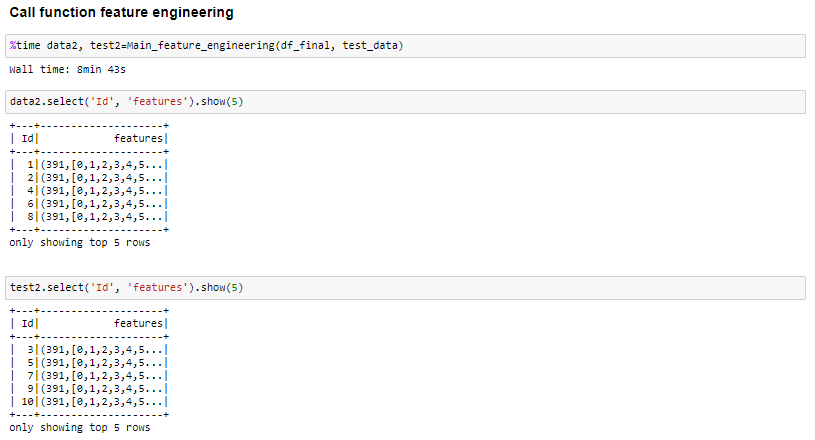 Call function feature engineering
%time data2, test2=Main_feature_engineering(df_final, test_data)
Wall time: 8min 43s
data2.select('Id', 'features').show(5)
+---+--------------------+
| Id|            features|
+---+--------------------+
|  1|(391,[0,1,2,3,4,5...|
|  2|(391,[0,1,2,3,4,5...|
|  4|(391,[0,1,2,3,4,5...|
|  6|(391,[0,1,2,3,4,5...|
|  8|(391,[0,1,2,3,4,5...|
+---+--------------------+
only showing top 5 rows
test2.select('Id', 'features').show(5)
+---+--------------------+
| Id|            features|
+---+--------------------+
|  3|(391,[0,1,2,3,4,5...|
|  5|(391,[0,1,2,3,4,5...|
|  7|(391,[0,1,2,3,4,5...|
|  9|(391,[0,1,2,3,4,5...|
| 10|(391,[0,1,2,3,4,5...|
+---+--------------------+
only showing top 5 rows